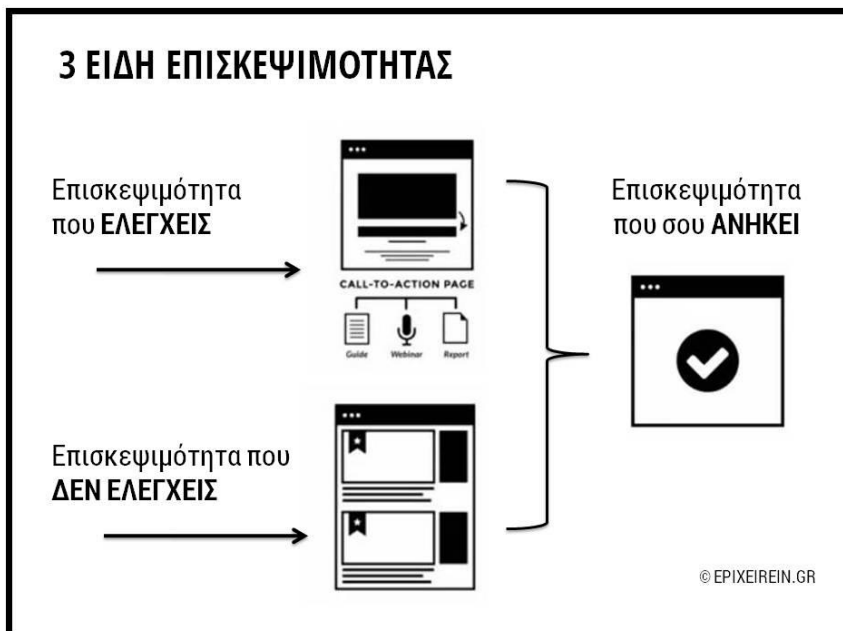 3 ΕΙΔΗ ΕΠΙΣΚΕΨΙΜΟΤΗΤΑΣ
Επισκεψιμότητα
που ΕΛΕΓΧΕΙΣ
CALL-TO-ACTION PAGE
Guide Webinar Report
Επισκεψιμότητα που
ΔΕΝ ΕΛΕΓΧΕΙΣ
Επισκεψιμότητα
που σου ΑΝΗΚΕΙ
© EPIXEIREIN.GR